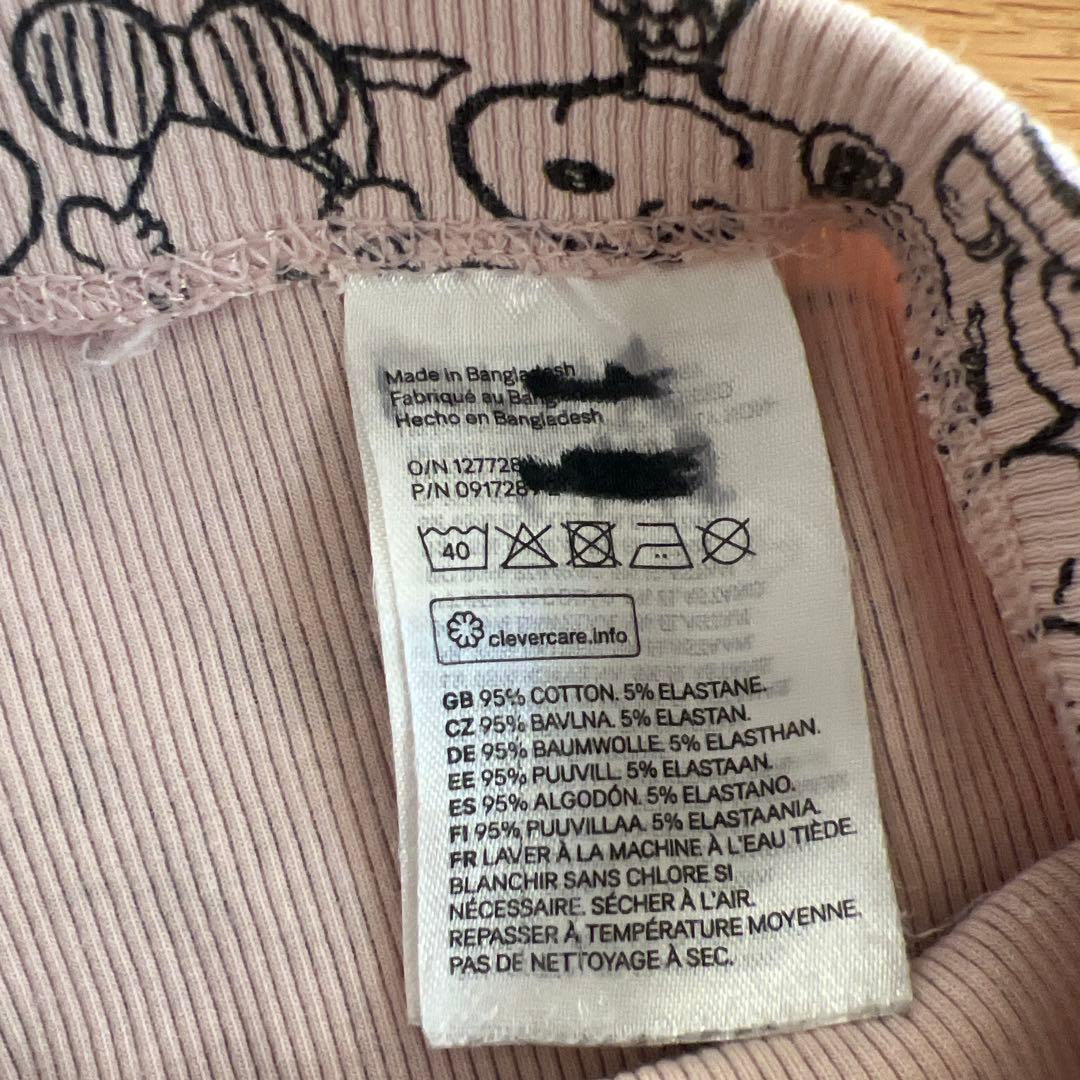 Made in Bangladesh
Fabriqué au
Hecho en Bangladesh
O/N 127728
P/N 091728
40
clevercare.info
GB 95% COTTON. 5% ELASTANE.
CZ 95% BAVLNA. 5% ELASTAN.
DE 95% BAUMWOLLE. 5% ELASTHAN.
EE 95% PUUVILL. 5% ELASTAAN.
ES 95% ALGODÓN. 5% ELASTANO.
FI 95% PUUVILLAA. 5% ELASTAANIA.
FR LAVER À LA MACHINE À L'EAU TIÈDE.
BLANCHIR SANS CHLORE SI
NÉCESSAIRE. SÉCHER À L'AIR.
REPASSER À TEMPÉRATURE MOYENNE.
PAS DE NETTOYAGE À SEC.